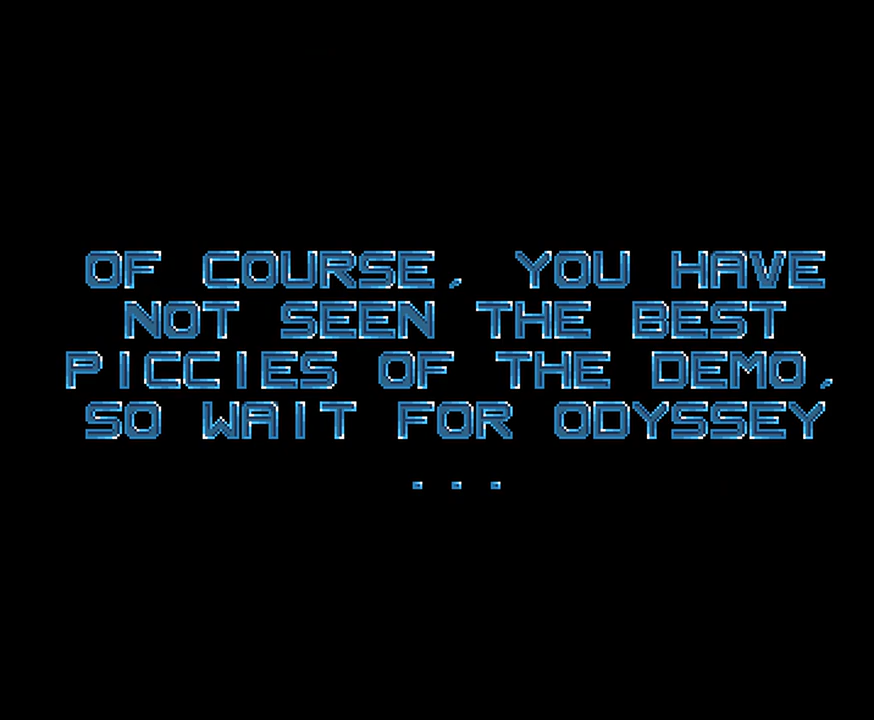 OF COURSE, YOU HAVE
NOT SEEN THE BEST
PICCIES OF THE DEMO,
SO WAIT FOR ODYSSEY
...